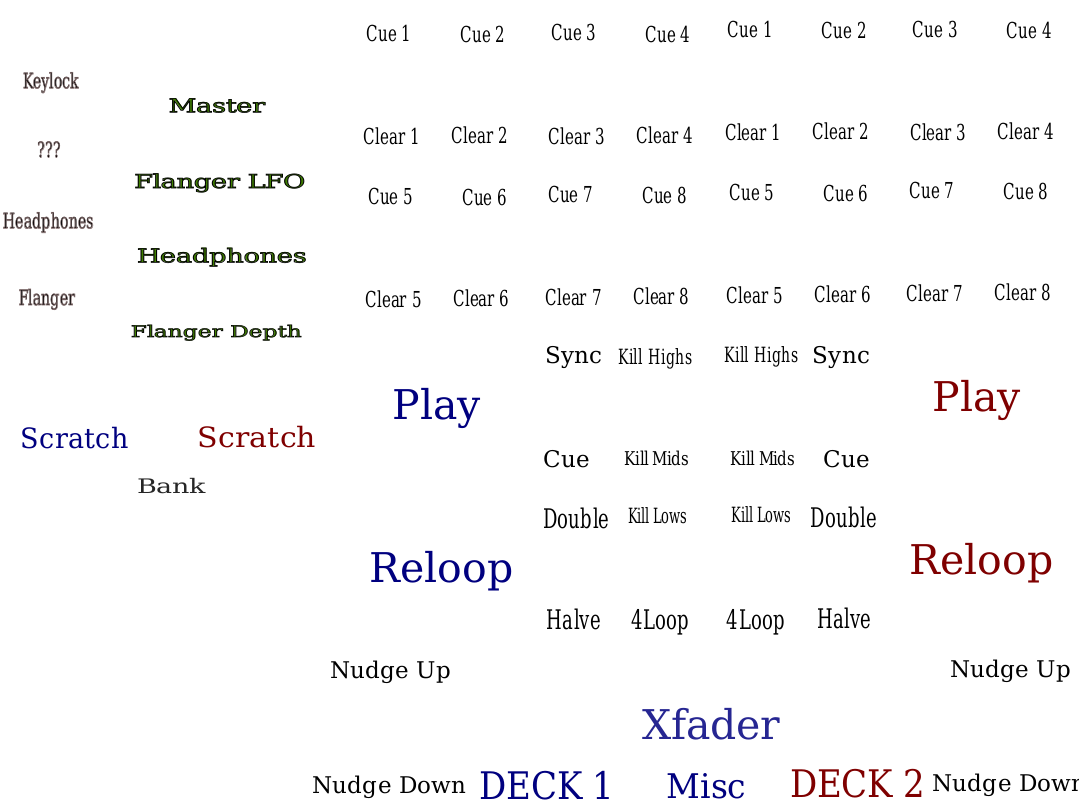 Cue 1 Cue 2 Cue 3 Cue 4 Cue 1 Cue 2 Cue 3 Cue 4
Keylock
Master
Clear 1 Clear 2 Clear 3 Clear 4 Clear 1 Clear 2 Clear 3 Clear 4
???
Flanger LFO
Cue 5 Cue 6 Cue 7 Cue 8 Cue 5 Cue 6 Cue 7 Cue 8
Headphones
Headphones
Flanger
Clear 5 Clear 6 Clear 7 Clear 8 Clear 5 Clear 6 Clear 7 Clear 8
Flanger Depth
Sync Kill Highs Kill Highs Sync
Play Play
Scratch Scratch
Cue Kill Mids Kill Mids Cue
Bank
Double Kill Lows Kill Lows Double
Reloop Reloop
Halve 4Loop 4Loop Halve
Nudge Up Nudge Up
Xfader
Nudge Down DECK 1 Misc DECK 2 Nudge Down